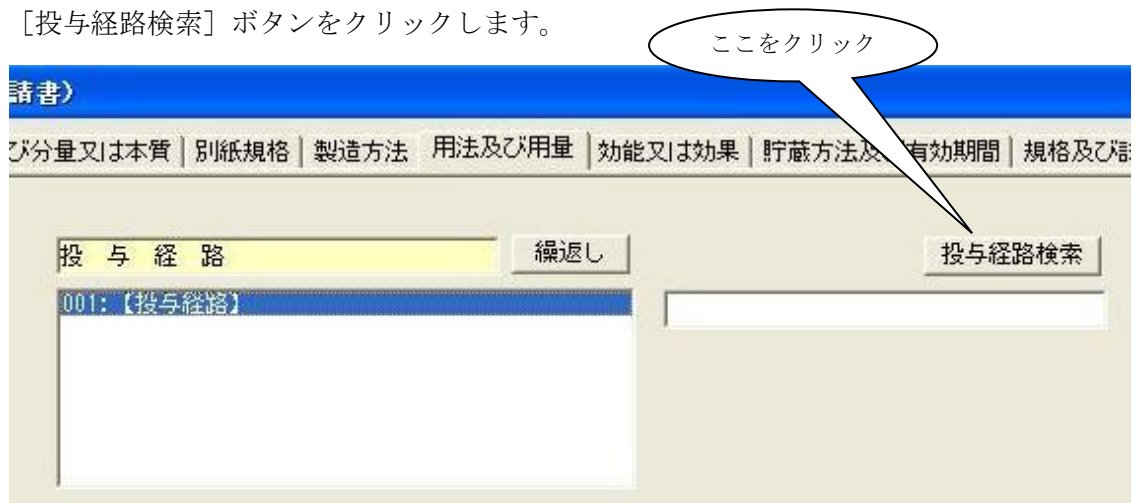 ［投与経路検索］ボタンをクリックします。
ここをクリック
請書）
び分量又は本質 別紙規格 製造方法 用法及び用量 効能又は効果 貯蔵方法及 有効期間 規格及び
投 与 経 路 繰返し 投与経路検索
001:【投与経路】